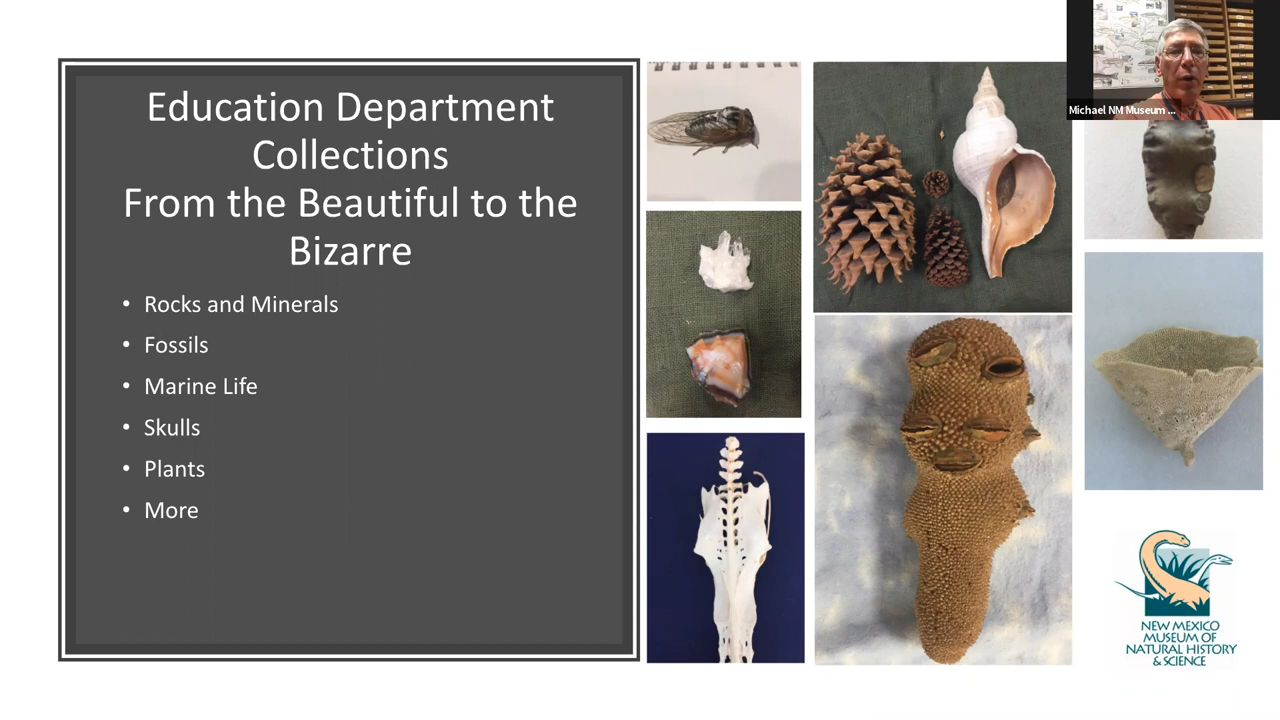 Education Department
Collections
From the Beautiful to the
Bizarre
• Rocks and Minerals
• Fossils
• Marine Life
• Skulls
• Plants
• More
Michael NM Museum ...
NEW MEXICO
MUSEUM OF
NATURAL HISTORY
& SCIENCE